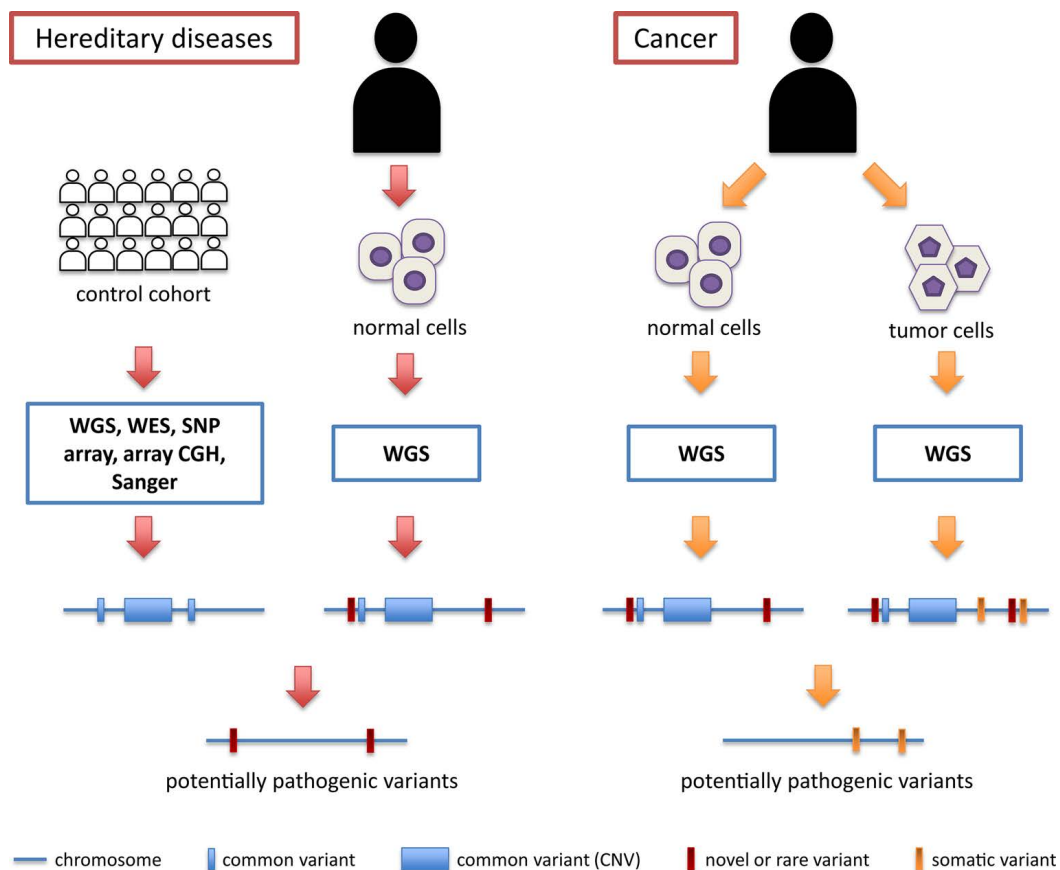 Hereditary diseases
Cancer
control cohort
normal cells
normal cells
tumor cells
WGS, WES, SNP
array, array CGH,
Sanger
WGS
WGS
WGS
potentially pathogenic variants
potentially pathogenic variants
chromosome
common variant
common variant (CNV)
novel or rare variant
somatic variant